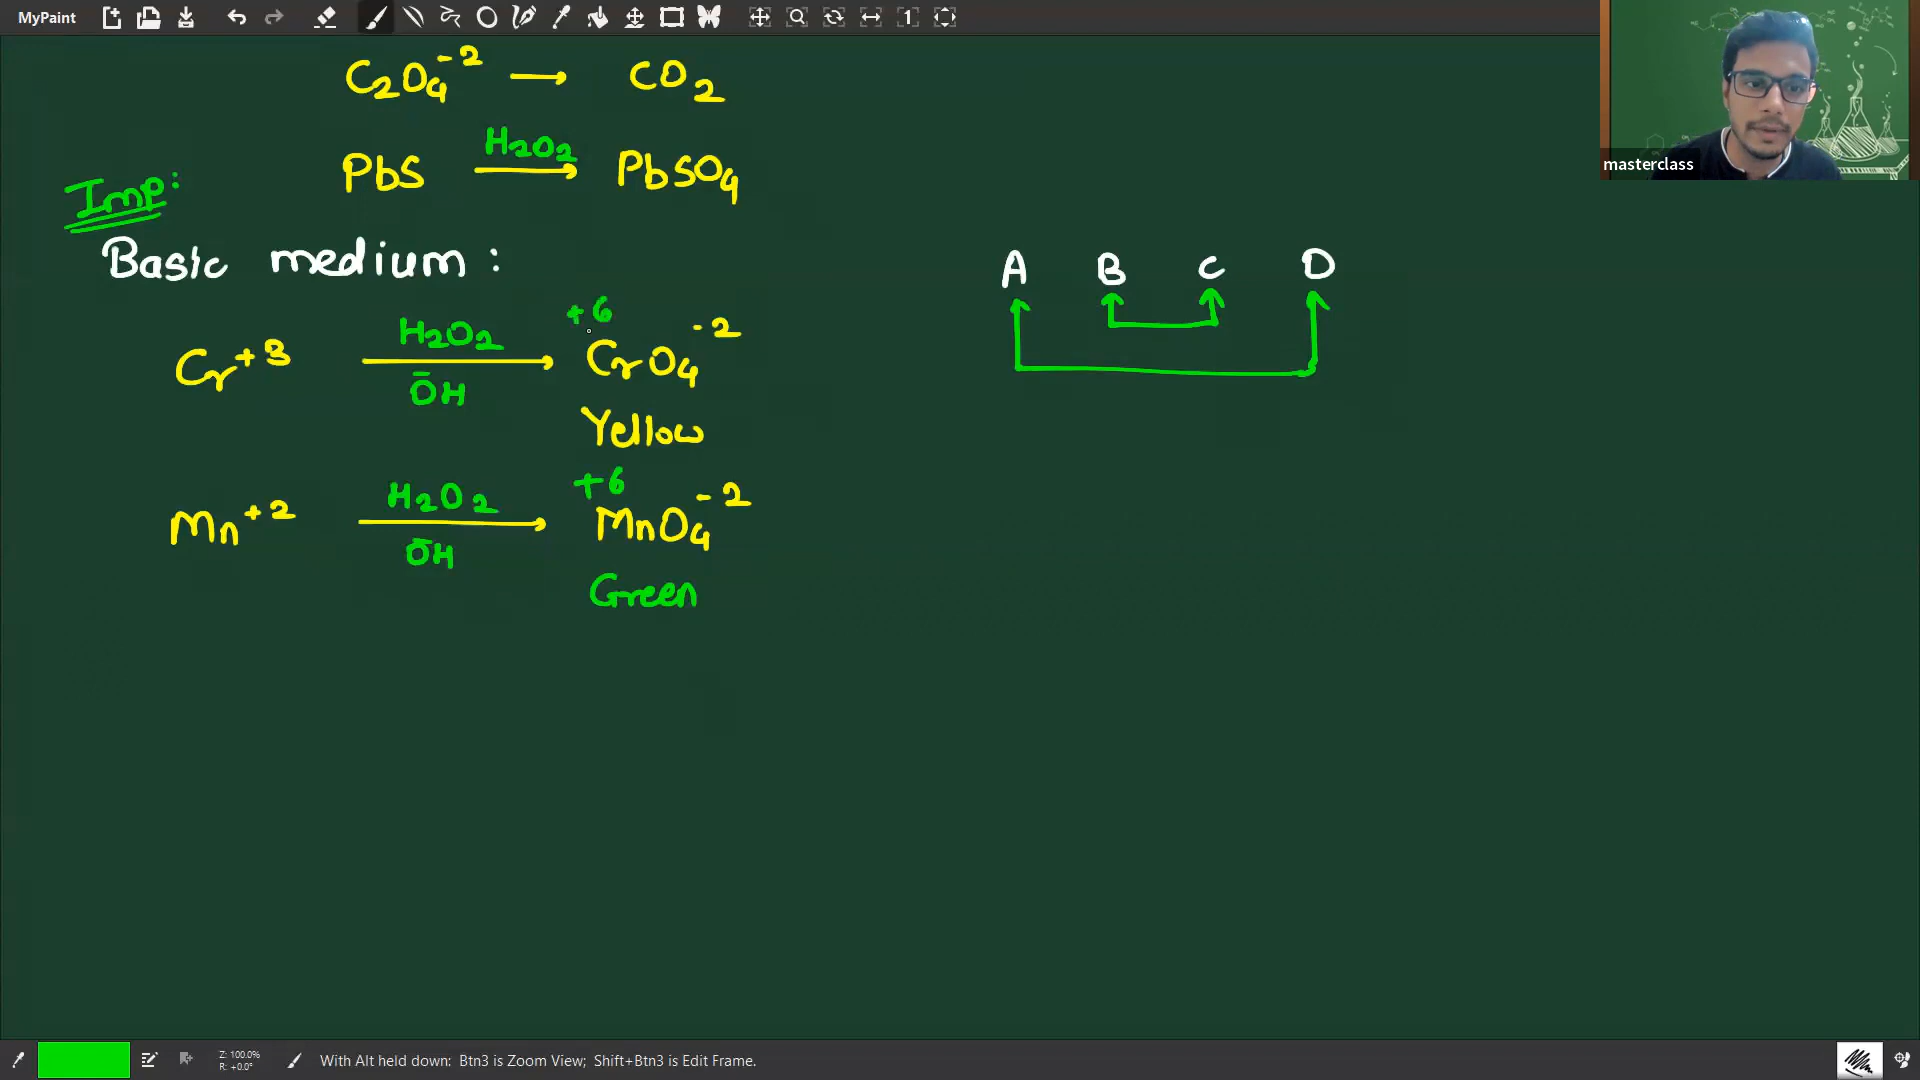 MyPaint
C2O4^-2 → CO2
PbS —H2O2→ PbSO4
Imp:
Basic medium :
A B C D
Cr^+3 —H2O2 / ŌH→ +6 CrO4^-2
Yellow
Mn^+2 —H2O2 / ŌH→ +6 MnO4^-2
Green
masterclass
Z: 100.0%
R: +0.0°
With Alt held down: Btn3 is Zoom View; Shift+Btn3 is Edit Frame.